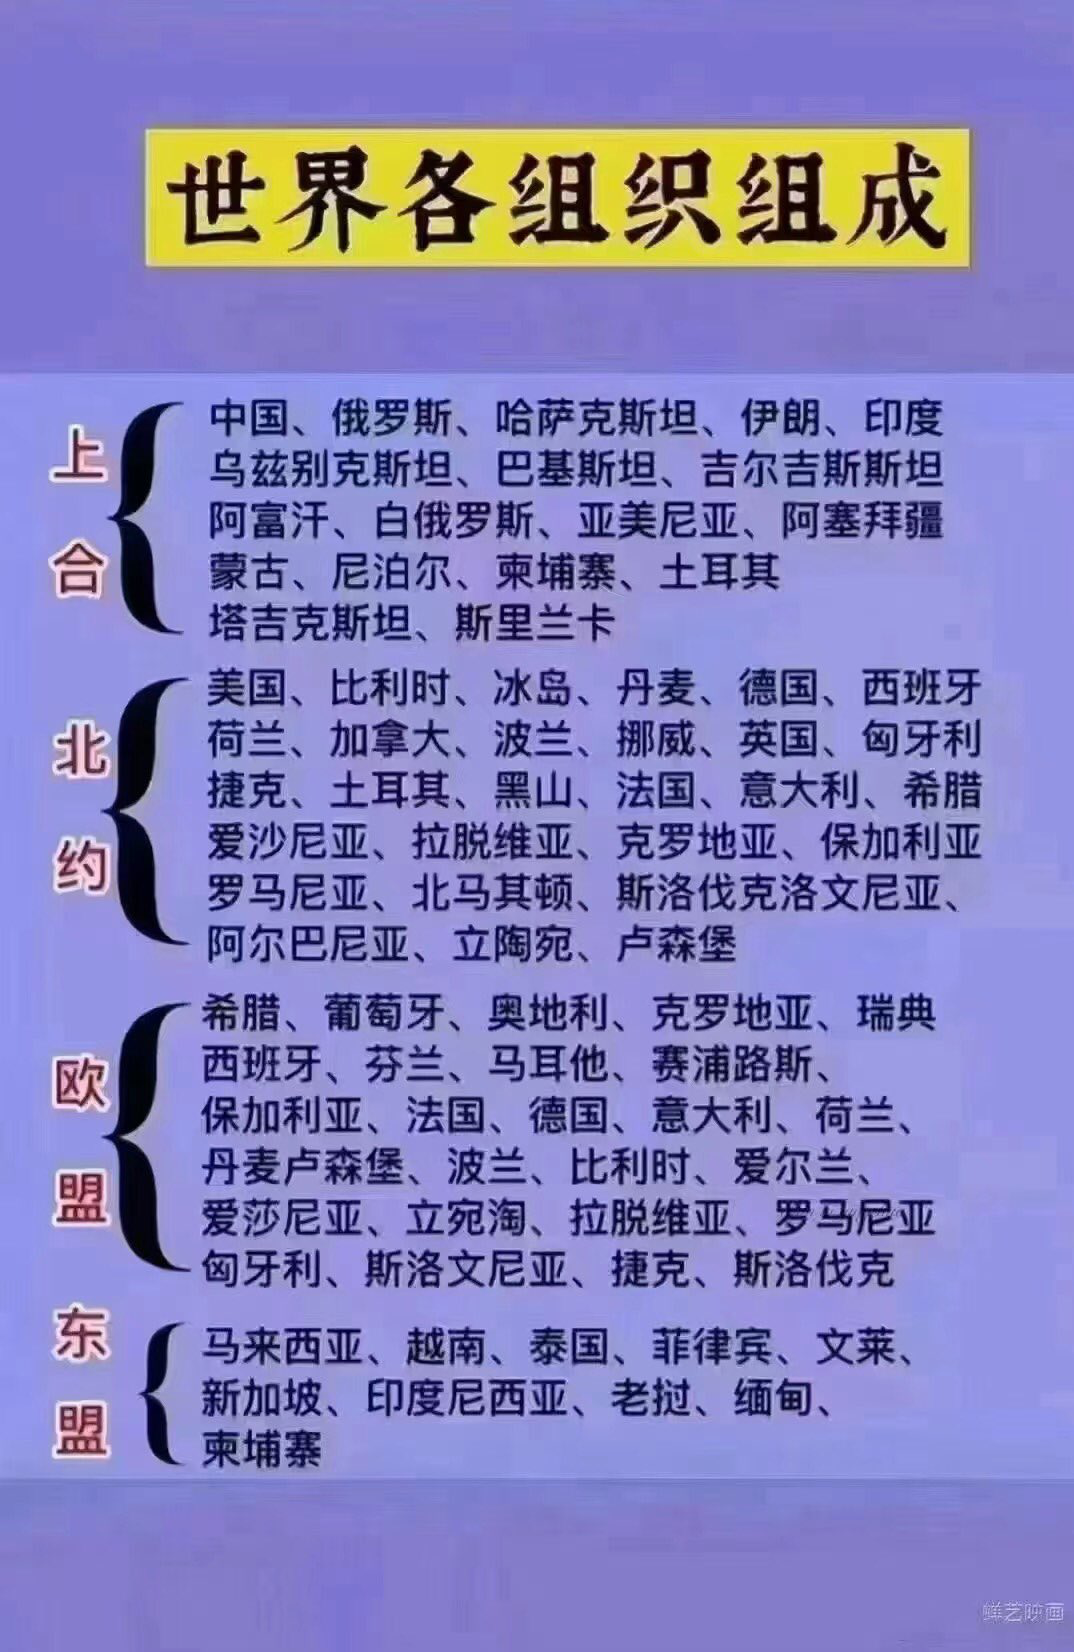 世界各组织组成
上合
中国、俄罗斯、哈萨克斯坦、伊朗、印度
乌兹别克斯坦、巴基斯坦、吉尔吉斯斯坦
阿富汗、白俄罗斯、亚美尼亚、阿塞拜疆
蒙古、尼泊尔、柬埔寨、土耳其
塔吉克斯坦、斯里兰卡
北约
美国、比利时、冰岛、丹麦、德国、西班牙
荷兰、加拿大、波兰、挪威、英国、匈牙利
捷克、土耳其、黑山、法国、意大利、希腊
爱沙尼亚、拉脱维亚、克罗地亚、保加利亚
罗马尼亚、北马其顿、斯洛伐克洛文尼亚、
阿尔巴尼亚、立陶宛、卢森堡
欧盟
希腊、葡萄牙、奥地利、克罗地亚、瑞典
西班牙、芬兰、马耳他、赛浦路斯、
保加利亚、法国、德国、意大利、荷兰、
丹麦卢森堡、波兰、比利时、爱尔兰、
爱莎尼亚、立宛淘、拉脱维亚、罗马尼亚
匈牙利、斯洛文尼亚、捷克、斯洛伐克
东盟
马来西亚、越南、泰国、菲律宾、文莱、
新加坡、印度尼西亚、老挝、缅甸、
柬埔寨
蝉艺映画